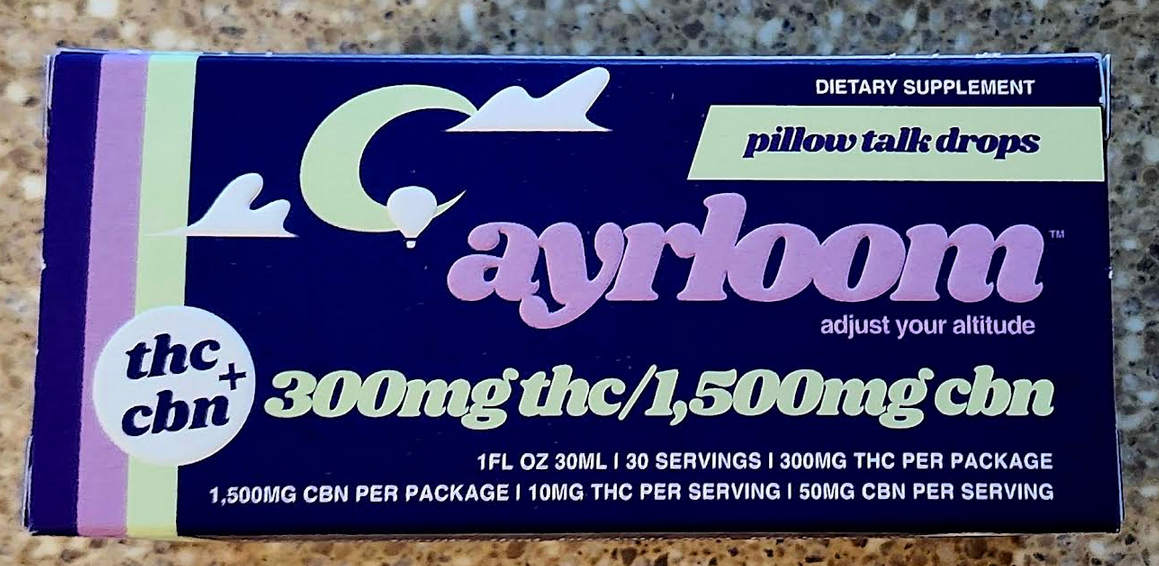 DIETARY SUPPLEMENT
pillow talk drops
ayrloom™
adjust your altitude
thc
+
cbn
300mg thc/1,500mg cbn
1FL OZ 30ML | 30 SERVINGS | 300MG THC PER PACKAGE
1,500MG CBN PER PACKAGE | 10MG THC PER SERVING | 50MG CBN PER SERVING